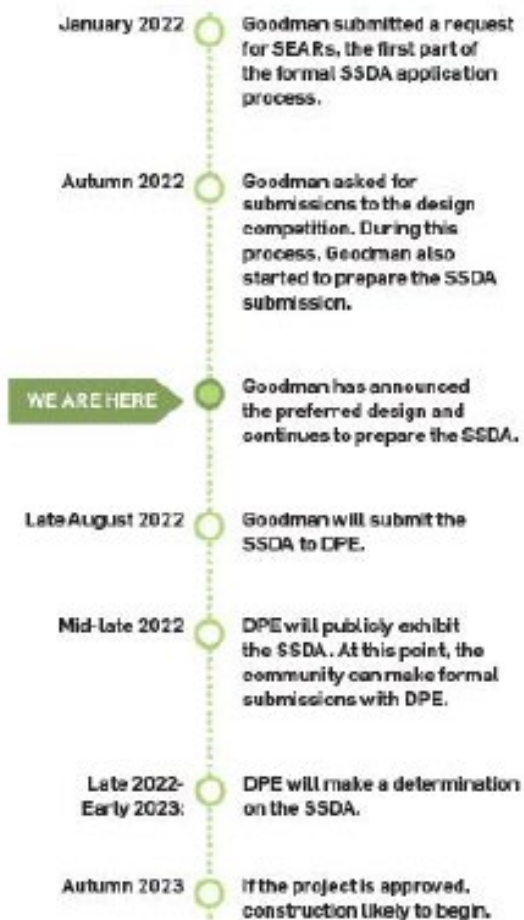 January 2022
Goodman submitted a request
for SEARs, the first part of
the formal SSDA application
process.
Autumn 2022
Goodman asked for
submissions to the design
competition. During this
process, Goodman also
started to prepare the SSDA
submission.
WE ARE HERE
Goodman has announced
the preferred design and
continues to prepare the SSDA.
Late August 2022
Goodman will submit the
SSDA to DPE.
Mid-late 2022
DPE will publicly exhibit
the SSDA. At this point, the
community can make formal
submissions with DPE.
Late 2022-
Early 2023:
DPE will make a determination
on the SSDA.
Autumn 2023
If the project is approved,
construction likely to begin.